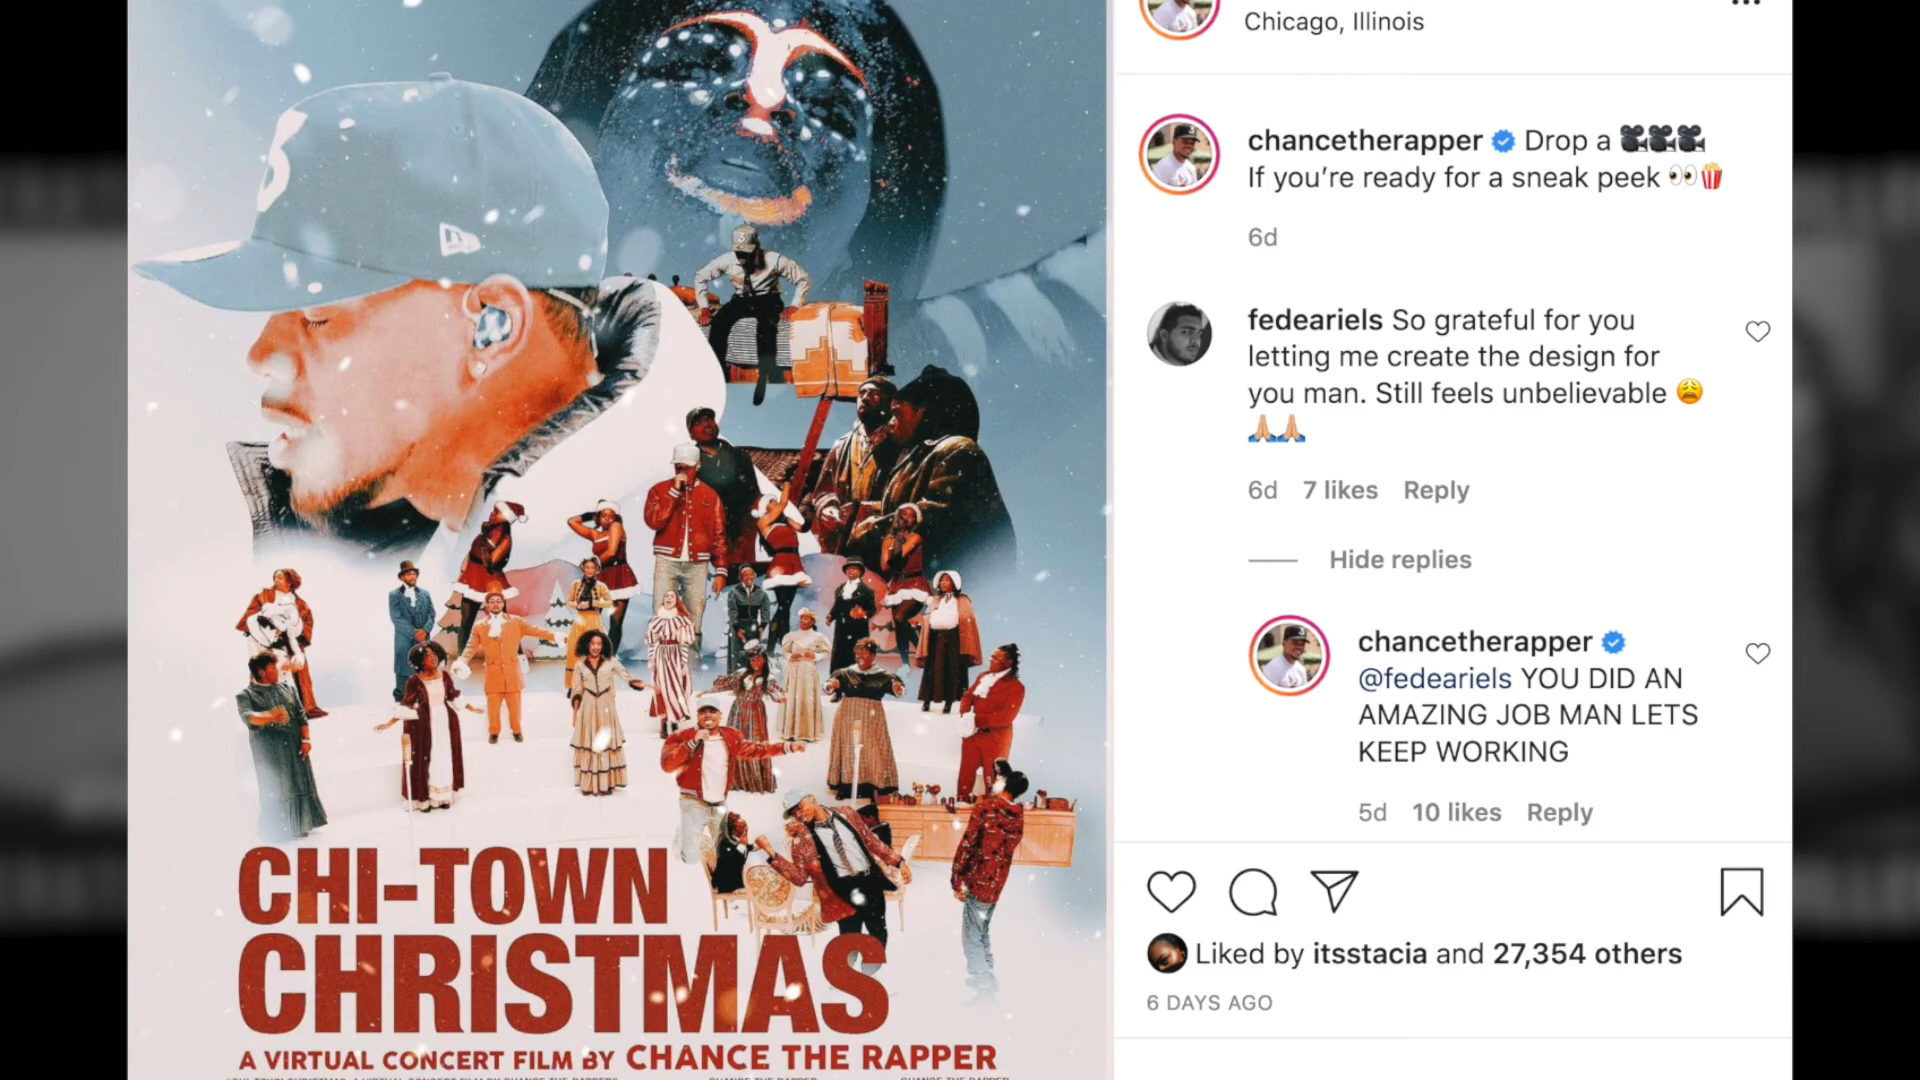 Chicago, Illinois
chancetherapper Drop a 🎥🎥🎥
If you're ready for a sneak peek 👀🍿
6d
fedeariels So grateful for you
letting me create the design for
you man. Still feels unbelievable 😩
🙏🏼🙏🏼
6d 7 likes Reply
Hide replies
chancetherapper
@fedeariels YOU DID AN
AMAZING JOB MAN LETS
KEEP WORKING
5d 10 likes Reply
Liked by itsstacia and 27,354 others
6 DAYS AGO
3
3
CHI-TOWN
CHRISTMAS
A VIRTUAL CONCERT FILM BY CHANCE THE RAPPER